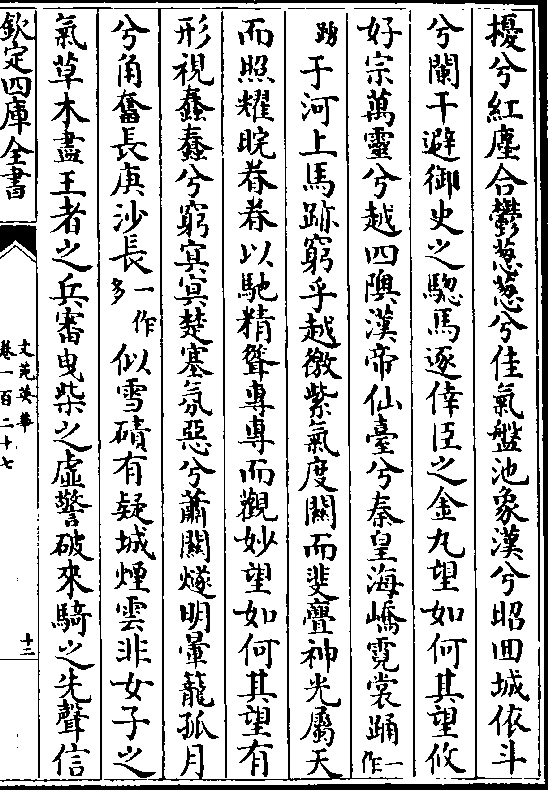 擾兮紅塵合鬱葱葱兮佳氣盤池象漢兮昭回城依斗
兮闌干避御史之驄馬逐倖臣之金丸望如何其望攸
好宗萬靈兮越四隩漢帝仙臺兮秦皇海嶠霓裳踊一作
跡于河上馬跡窮乎越徼紫氣度關而斐亹神光屬天
而照耀睆眷眷以馳精聳專專而觀妙望如何其望有
形視蠢蠢兮窮冥冥楚塞氛惡兮蕭關燧明暈籠孤月
兮角奮長庚沙長一作多似雪磧有疑城煙雲非女子之
氣草木盡王者之兵審曳柴之虛警破來騎之先聲信
欽定四庫全書
文苑英華
卷一百二十七
十三